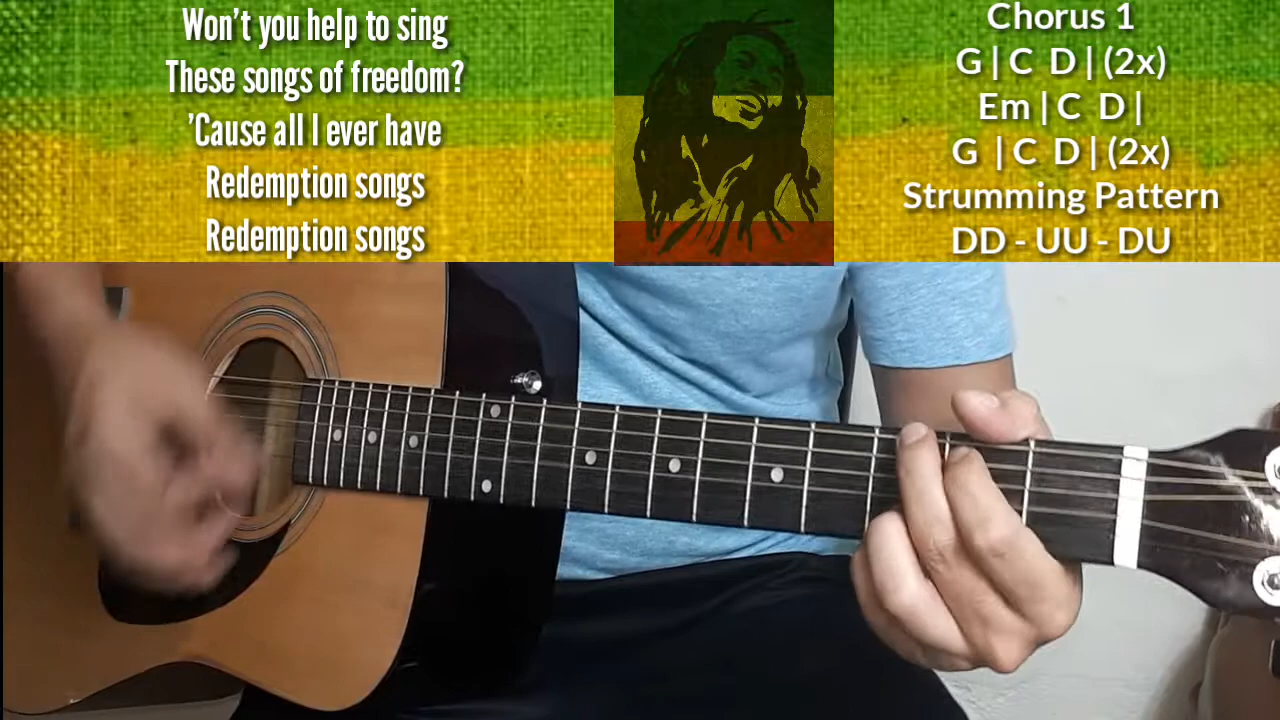 Won't you help to sing
These songs of freedom?
'Cause all I ever have
Redemption songs
Redemption songs
Chorus 1
G | C  D | (2x)
Em | C  D |
G  | C  D | (2x)
Strumming Pattern
DD - UU - DU